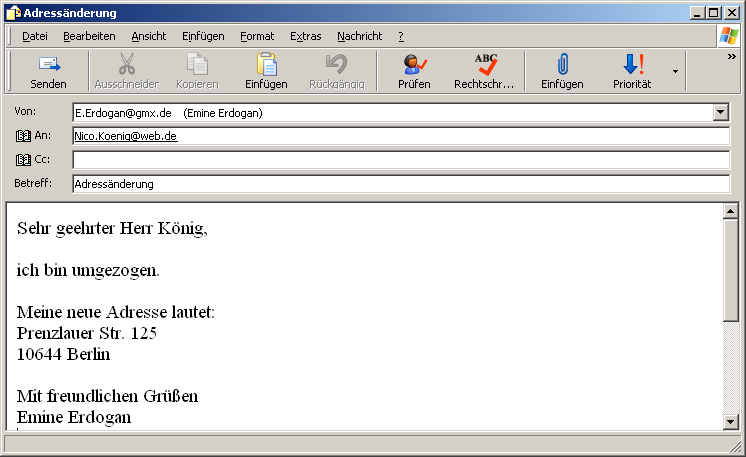 Adressänderung
Datei Bearbeiten Ansicht Einfügen Format Extras Nachricht ?
Senden Ausschneider Kopieren Einfügen Rückgängig Prüfen ABC Rechtschr... Einfügen Priorität »
Von: E.Erdogan@gmx.de (Emine Erdogan)
An: Nico.Koenig@web.de
Cc:
Betreff: Adressänderung
Sehr geehrter Herr König,
ich bin umgezogen.
Meine neue Adresse lautet:
Prenzlauer Str. 125
10644 Berlin
Mit freundlichen Grüßen
Emine Erdogan